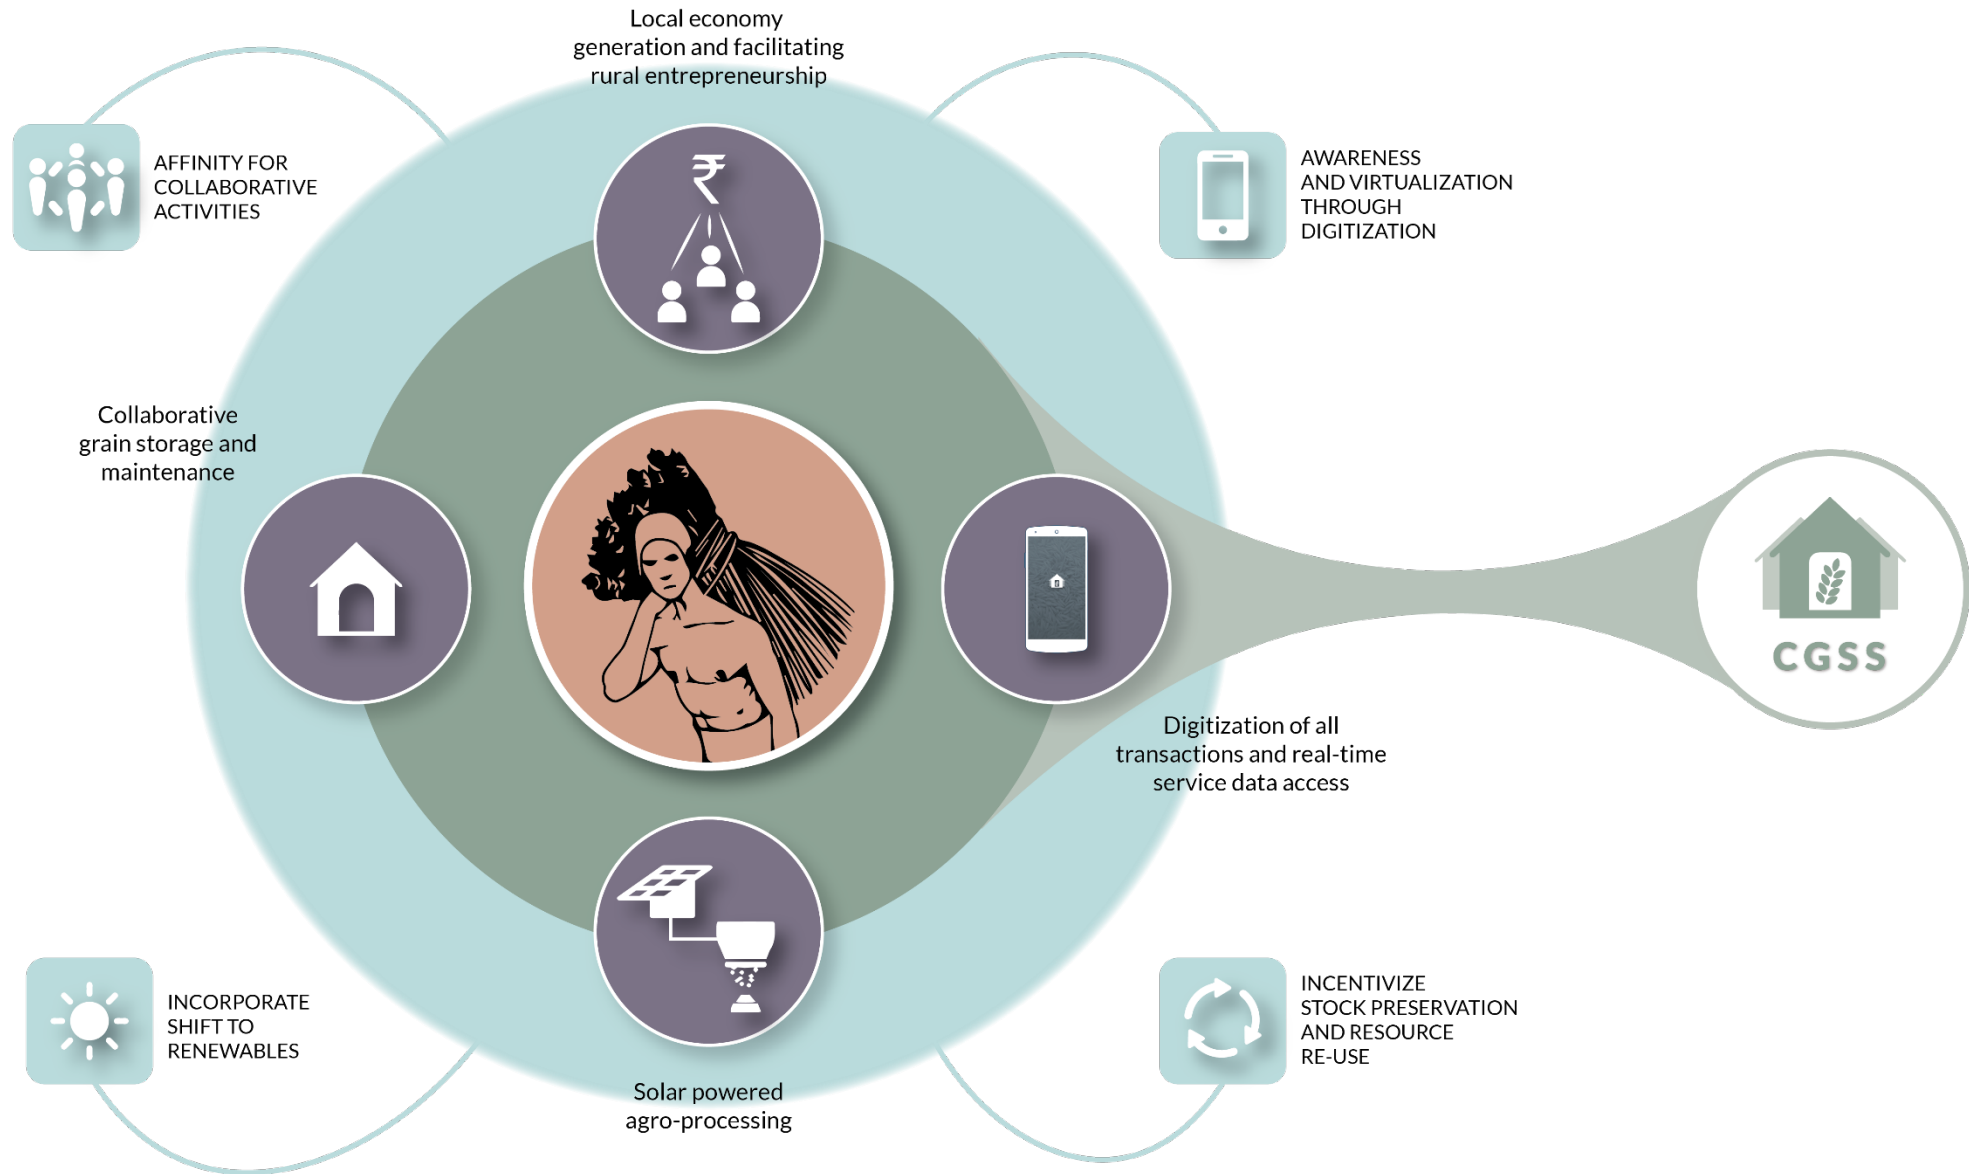 Local economy
generation and facilitating
rural entrepreneurship
AFFINITY FOR
COLLABORATIVE
ACTIVITIES
₹
AWARENESS
AND VIRTUALIZATION
THROUGH
DIGITIZATION
Collaborative
grain storage and
maintenance
CGSS
Digitization of all
transactions and real-time
service data access
INCORPORATE
SHIFT TO
RENEWABLES
INCENTIVIZE
STOCK PRESERVATION
AND RESOURCE
RE-USE
Solar powered
agro-processing